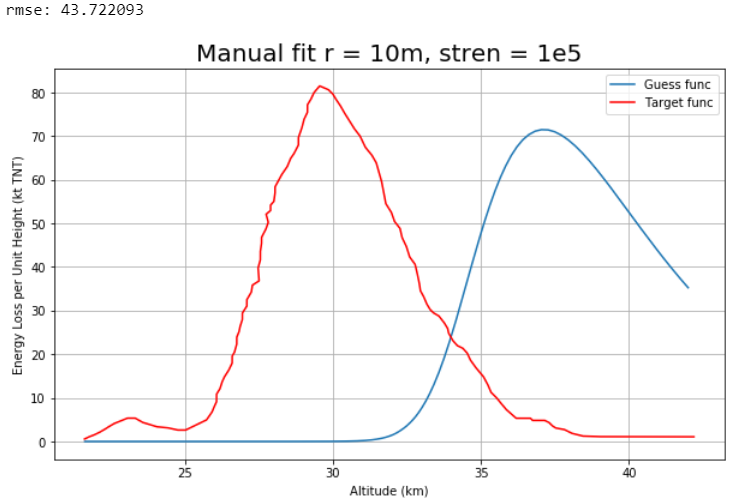 rmse: 43.722093
Manual fit r = 10m, stren = 1e5
Guess func
Target func
80
70
60
50
40
30
20
10
0
Energy Loss per Unit Height (kt TNT)
25
30
35
40
Altitude (km)